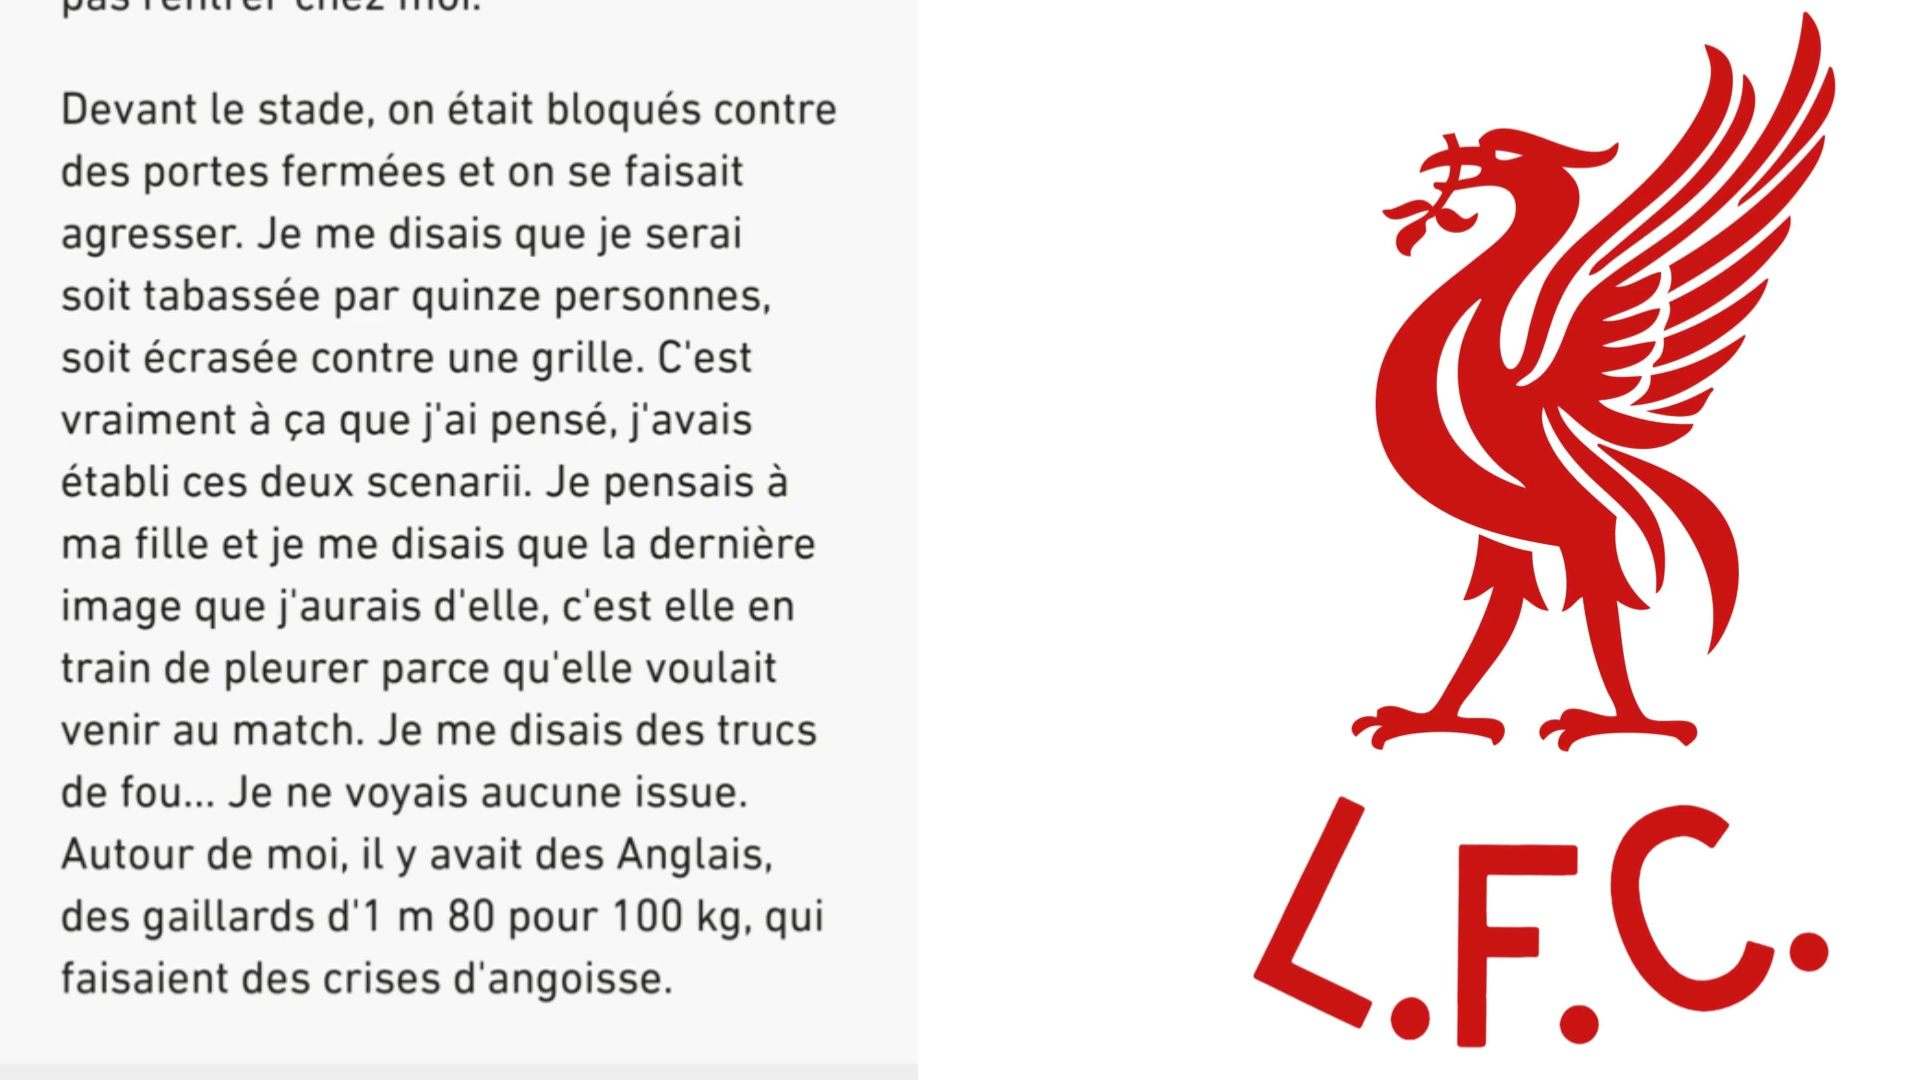 pas rentrer chez moi.
Devant le stade, on était bloqués contre
des portes fermées et on se faisait
agresser. Je me disais que je serai
soit tabassée par quinze personnes,
soit écrasée contre une grille. C'est
vraiment à ça que j'ai pensé, j'avais
établi ces deux scenarii. Je pensais à
ma fille et je me disais que la dernière
image que j'aurais d'elle, c'est elle en
train de pleurer parce qu'elle voulait
venir au match. Je me disais des trucs
de fou... Je ne voyais aucune issue.
Autour de moi, il y avait des Anglais,
des gaillards d'1 m 80 pour 100 kg, qui
faisaient des crises d'angoisse.
L.F.C.